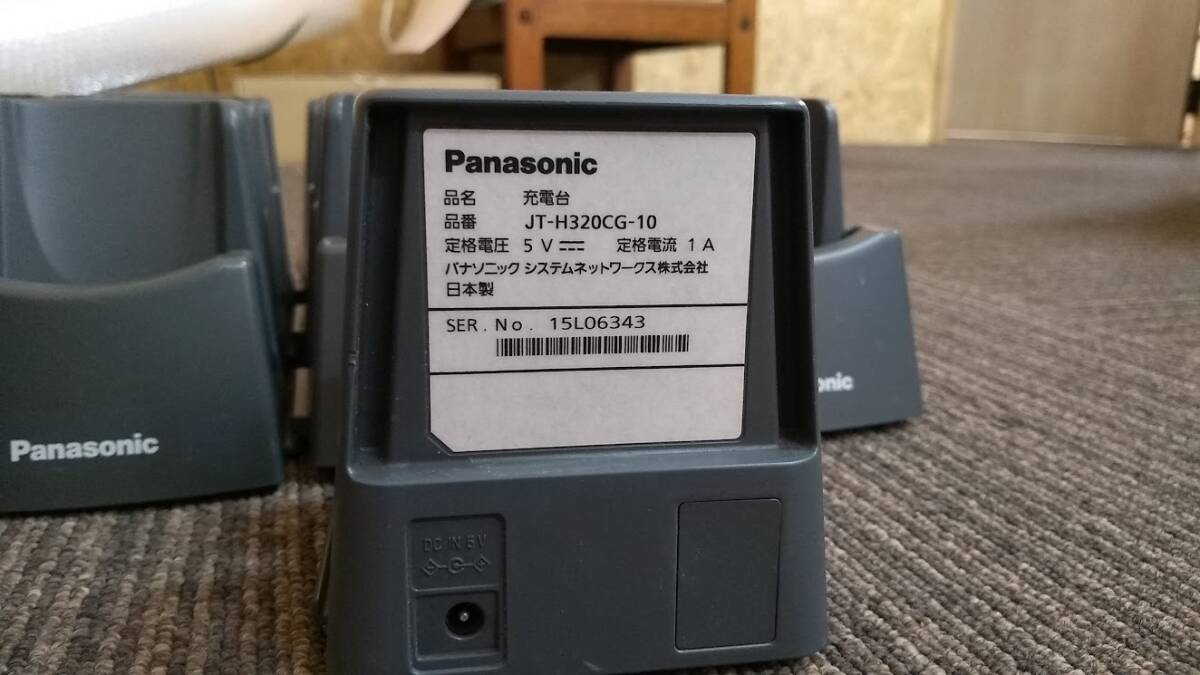 Panasonic
品名 充電台
品番 JT-H320CG-10
定格電圧 5 V⎓ 定格電流 1 A
パナソニック システムネットワークス株式会社
日本製
SER. No. 15L06343
DC IN 5V
Panasonic
onic